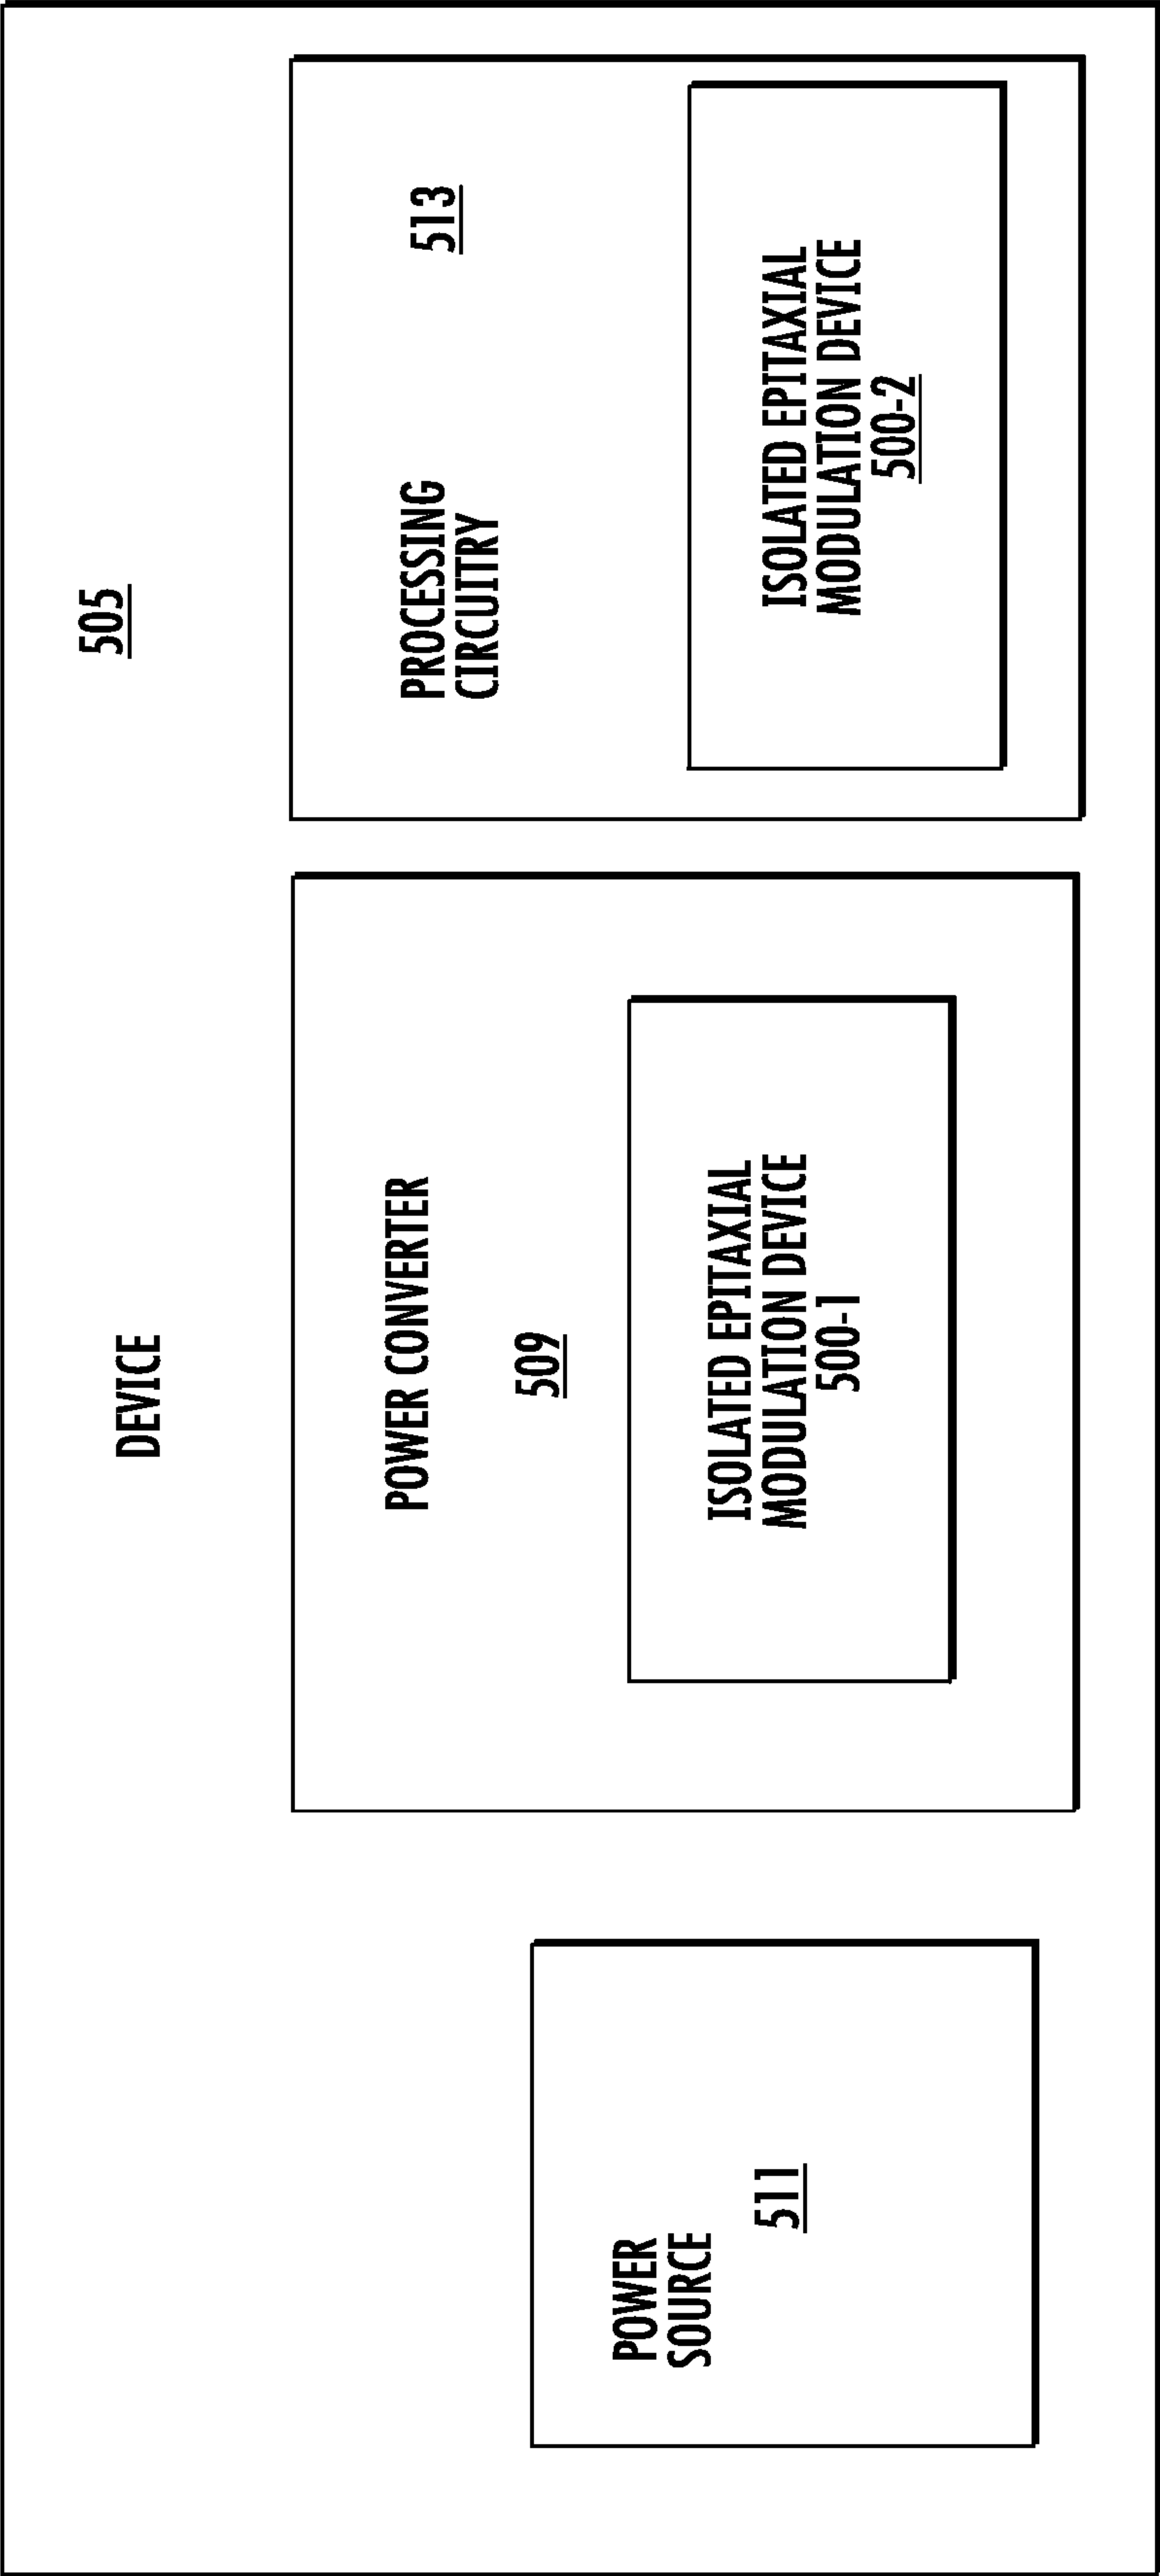 DEVICE
505
POWER
SOURCE
511
POWER CONVERTER
509
ISOLATED EPITAXIAL
MODULATION DEVICE
500-1
PROCESSING
CIRCUITRY
513
ISOLATED EPITAXIAL
MODULATION DEVICE
500-2